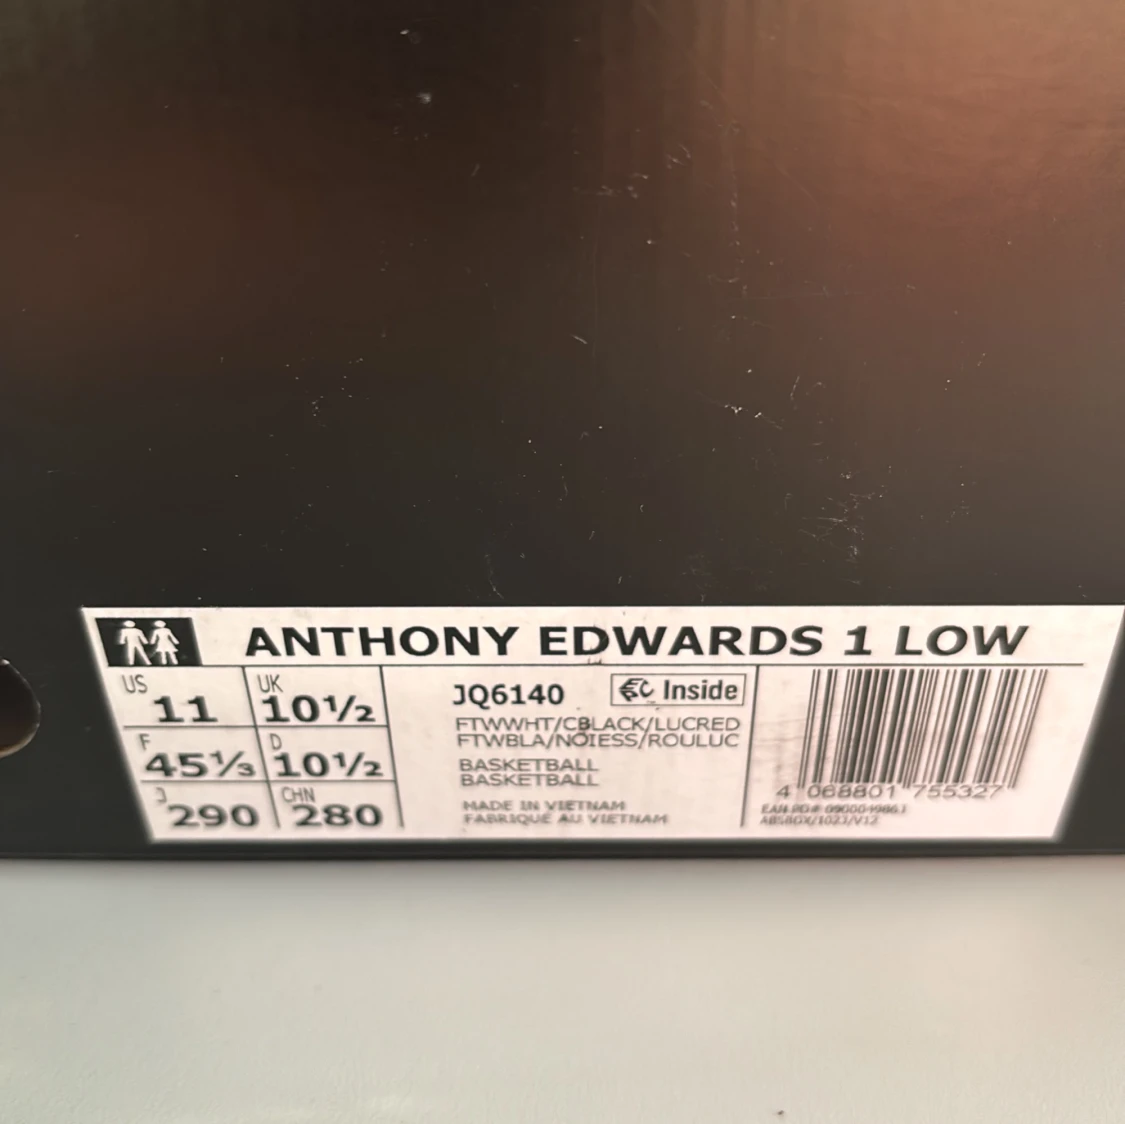 ANTHONY EDWARDS 1 LOW
US 11
UK 10½
F 45⅓
D 10½
J 290
CHN 280
JQ6140
Inside
FTWWHT/CBLACK/LUCRED
FTWBLA/NOIESS/ROULUC
BASKETBALL
BASKETBALL
MADE IN VIETNAM
FABRIQUE AU VIETNAM
4 068801 755327